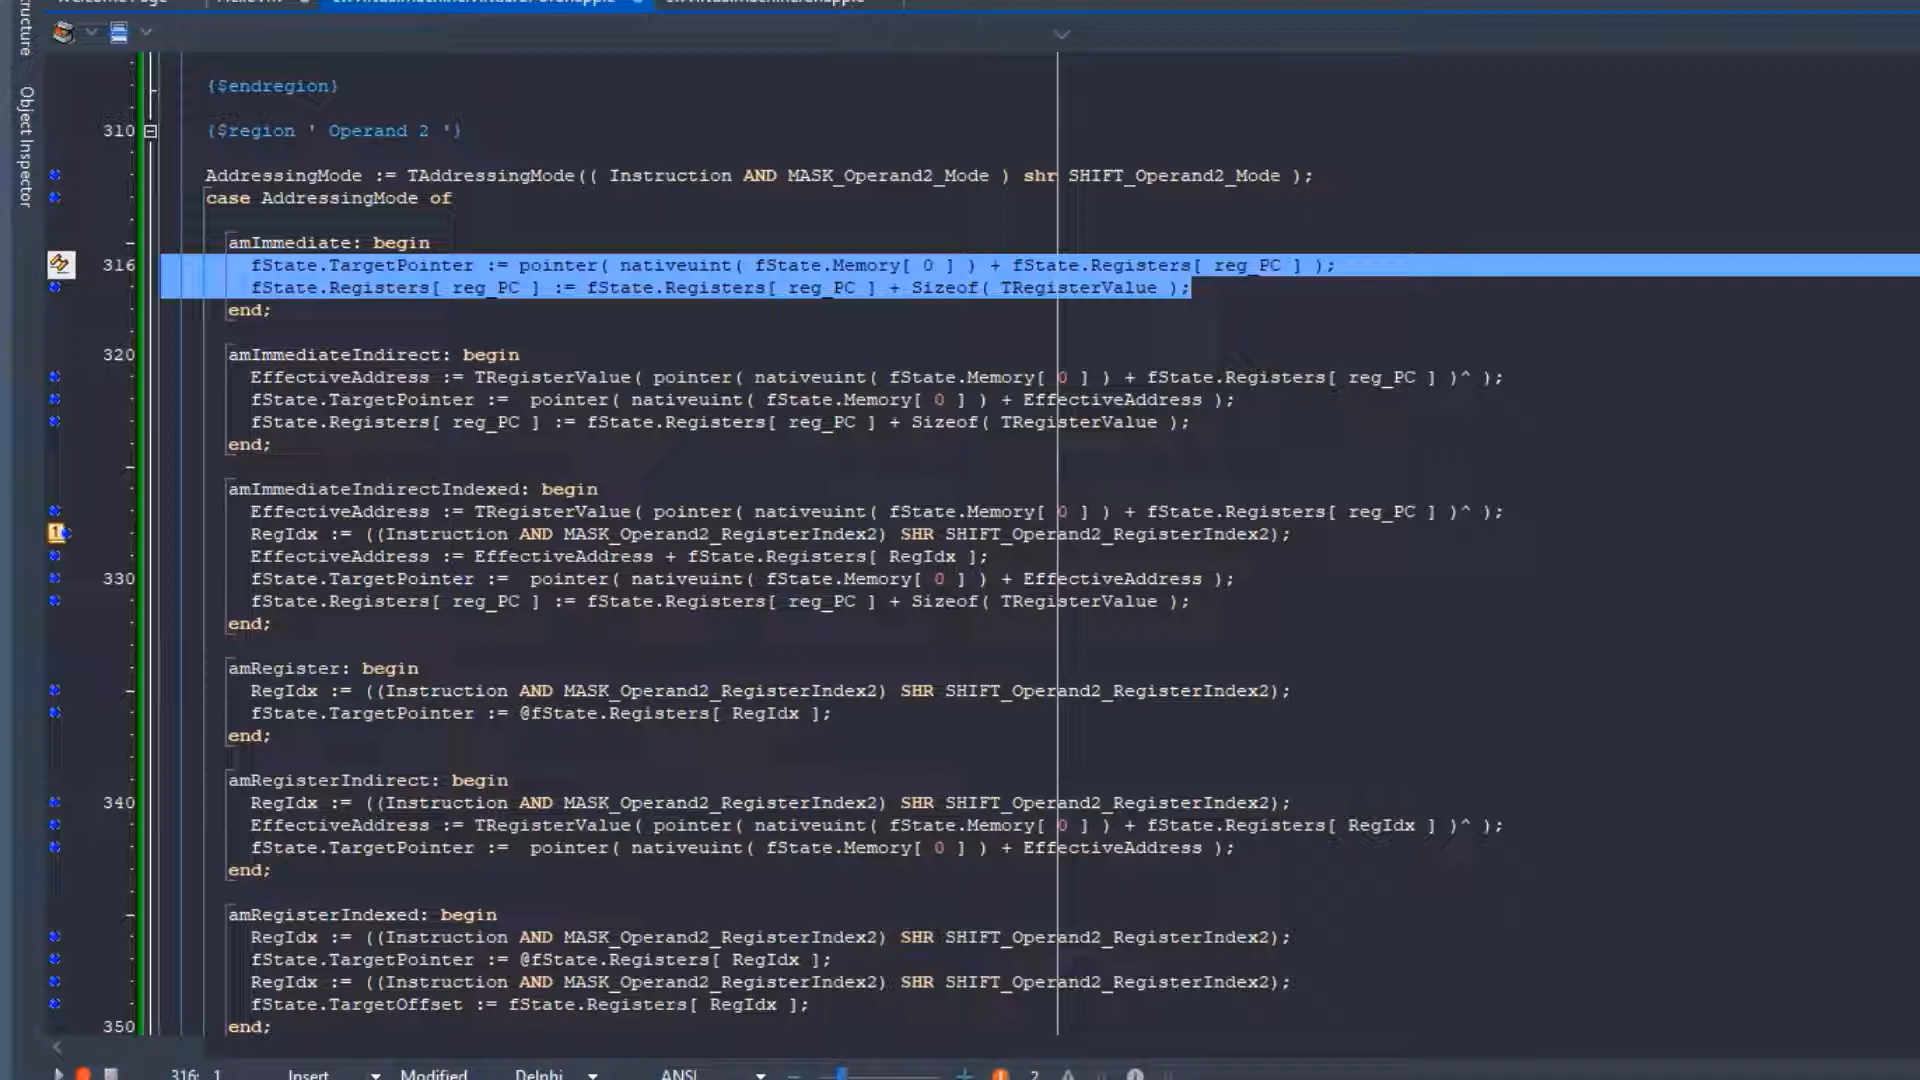 ructure
Object Inspector
{$endregion}
310 {$region ' Operand 2 '}
AddressingMode := TAddressingMode(( Instruction AND MASK_Operand2_Mode ) shr SHIFT_Operand2_Mode );
case AddressingMode of
amImmediate: begin
316 fState.TargetPointer := pointer( nativeuint( fState.Memory[ 0 ] ) + fState.Registers[ reg_PC ] );
fState.Registers[ reg_PC ] := fState.Registers[ reg_PC ] + Sizeof( TRegisterValue );
end;
320 amImmediateIndirect: begin
EffectiveAddress := TRegisterValue( pointer( nativeuint( fState.Memory[ 0 ] ) + fState.Registers[ reg_PC ] )^ );
fState.TargetPointer :=  pointer( nativeuint( fState.Memory[ 0 ] ) + EffectiveAddress );
fState.Registers[ reg_PC ] := fState.Registers[ reg_PC ] + Sizeof( TRegisterValue );
end;
amImmediateIndirectIndexed: begin
EffectiveAddress := TRegisterValue( pointer( nativeuint( fState.Memory[ 0 ] ) + fState.Registers[ reg_PC ] )^ );
1 RegIdx := ((Instruction AND MASK_Operand2_RegisterIndex2) SHR SHIFT_Operand2_RegisterIndex2);
EffectiveAddress := EffectiveAddress + fState.Registers[ RegIdx ];
330 fState.TargetPointer :=  pointer( nativeuint( fState.Memory[ 0 ] ) + EffectiveAddress );
fState.Registers[ reg_PC ] := fState.Registers[ reg_PC ] + Sizeof( TRegisterValue );
end;
amRegister: begin
RegIdx := ((Instruction AND MASK_Operand2_RegisterIndex2) SHR SHIFT_Operand2_RegisterIndex2);
fState.TargetPointer := @fState.Registers[ RegIdx ];
end;
amRegisterIndirect: begin
340 RegIdx := ((Instruction AND MASK_Operand2_RegisterIndex2) SHR SHIFT_Operand2_RegisterIndex2);
EffectiveAddress := TRegisterValue( pointer( nativeuint( fState.Memory[ 0 ] ) + fState.Registers[ RegIdx ] )^ );
fState.TargetPointer :=  pointer( nativeuint( fState.Memory[ 0 ] ) + EffectiveAddress );
end;
amRegisterIndexed: begin
RegIdx := ((Instruction AND MASK_Operand2_RegisterIndex2) SHR SHIFT_Operand2_RegisterIndex2);
fState.TargetPointer := @fState.Registers[ RegIdx ];
RegIdx := ((Instruction AND MASK_Operand2_RegisterIndex2) SHR SHIFT_Operand2_RegisterIndex2);
fState.TargetOffset := fState.Registers[ RegIdx ];
350 end;
316: 1 Insert Modified Delphi ANSI 2